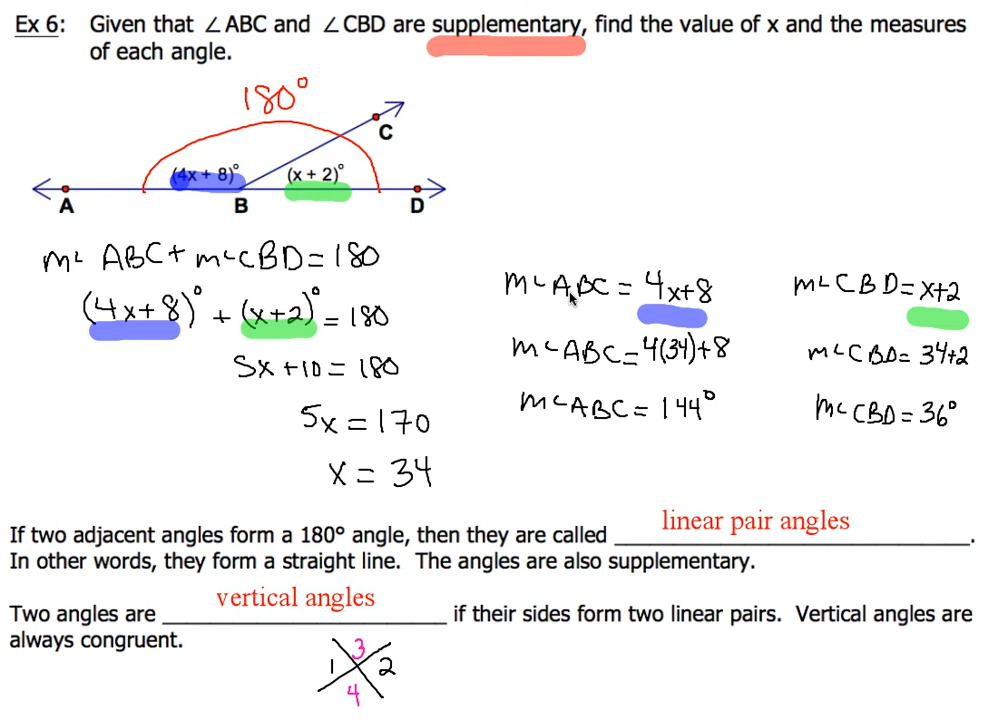 Ex 6: Given that ∠ABC and ∠CBD are supplementary, find the value of x and the measures
of each angle.
180°
C
(4x + 8)° (x + 2)°
A B D
m∠ ABC + m∠CBD = 180
(4x+8)° + (x+2)° = 180
5x + 10 = 180
5x = 170
x = 34
m∠ABC = 4x+8
m∠ABC = 4(34)+8
m∠ABC = 144°
m∠CBD = x+2
m∠CBD = 34+2
m∠CBD = 36°
linear pair angles
If two adjacent angles form a 180° angle, then they are called ______.
In other words, they form a straight line. The angles are also supplementary.
vertical angles
Two angles are ______ if their sides form two linear pairs. Vertical angles are
always congruent.
3
1 2
4